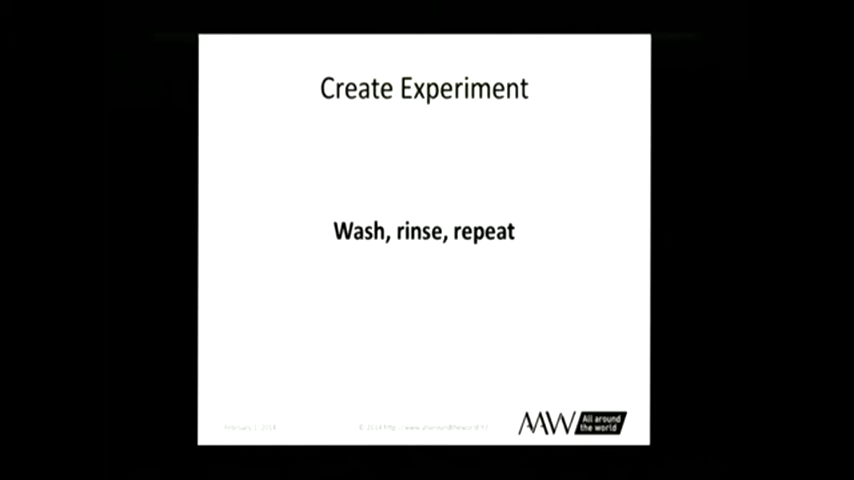 Create Experiment
Wash, rinse, repeat
AAW
All around
the world